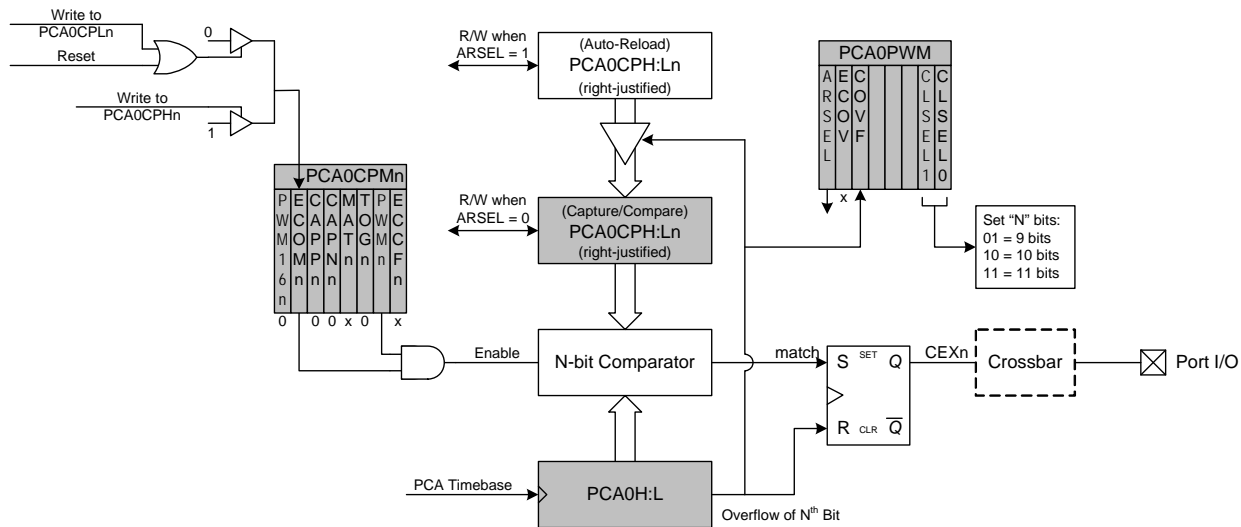 Write to
PCA0CPLn
Reset
0
Write to
PCA0CPHn
1
R/W when
ARSEL = 1
(Auto-Reload)
PCA0CPH:Ln
(right-justified)
PCA0PWM
ARSEL
ECOV
COVF
CLSEL1
CLSEL0
x
Set “N” bits:
01 = 9 bits
10 = 10 bits
11 = 11 bits
PCA0CPMn
PWM16n
ECOMn
CAPPn
CAPNn
MATn
TOGn
PWMn
ECCFn
0 0 0 x 0 x
R/W when
ARSEL = 0
(Capture/Compare)
PCA0CPH:Ln
(right-justified)
Enable
N-bit Comparator
match
S SET Q
R CLR Q
CEXn
Crossbar
Port I/O
PCA Timebase
PCA0H:L
Overflow of Nth Bit